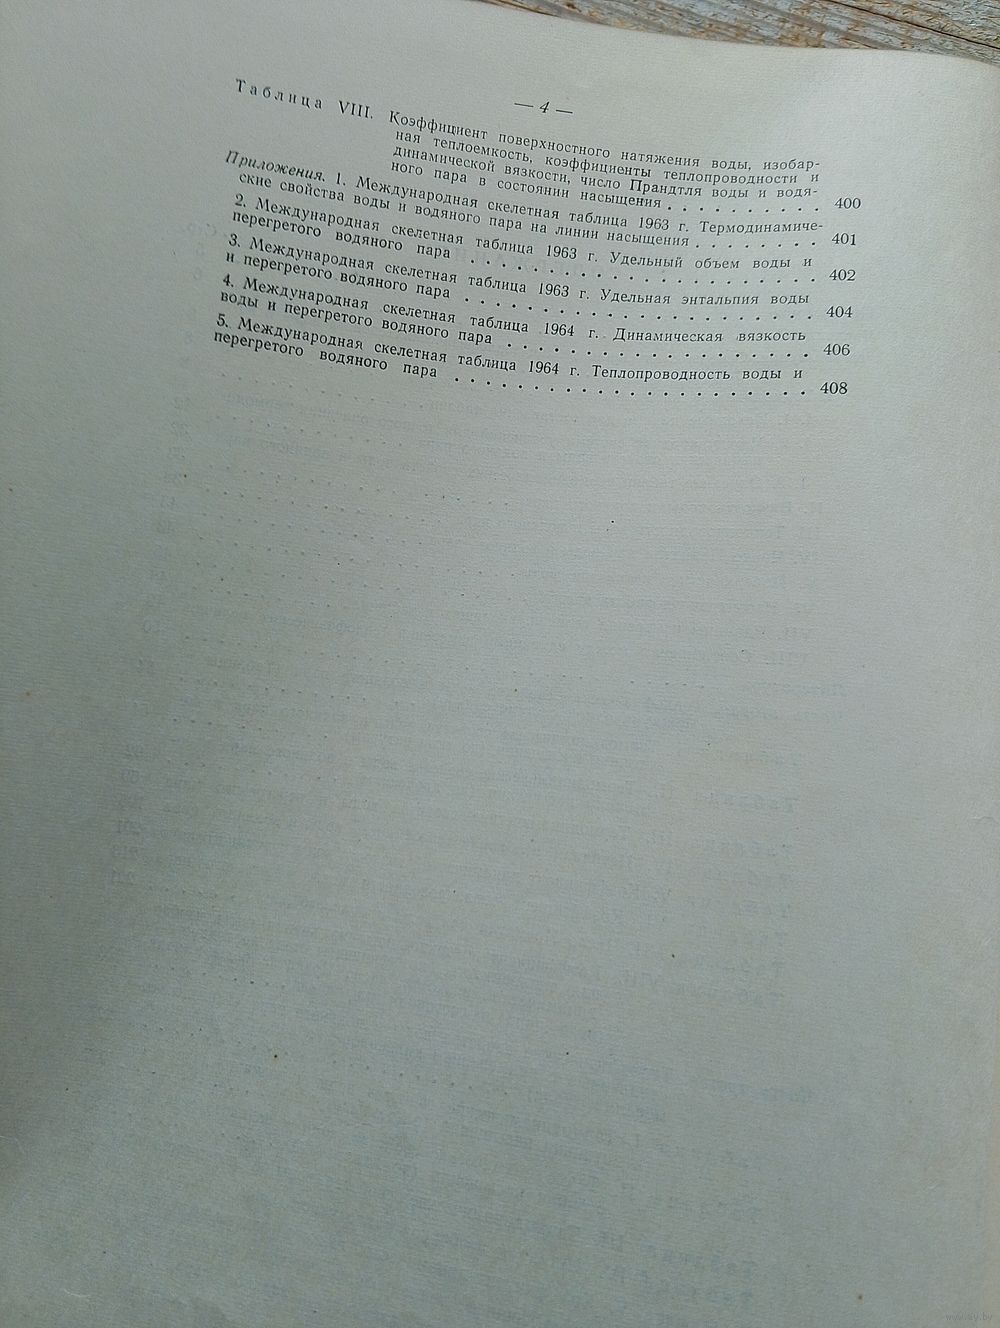 — 4 —
Таблица VIII. Коэффициент поверхностного натяжения воды, изобар-
ная теплоемкость, коэффициенты теплопроводности и
динамической вязкости, число Прандтля воды и водя-
ного пара в состоянии насыщения . . . . . . . . . . 400
Приложения. 1. Международная скелетная таблица 1963 г. Термодинамиче-
ские свойства воды и водяного пара на линии насыщения . . . . . . . . 401
2. Международная скелетная таблица 1963 г. Удельный объем воды и
перегретого водяного пара . . . . . . . . . . . . . . . . . . . . 402
3. Международная скелетная таблица 1963 г. Удельная энтальпия воды
и перегретого водяного пара . . . . . . . . . . . . . . . . . . . . 404
4. Международная скелетная таблица 1964 г. Динамическая вязкость
воды и перегретого водяного пара . . . . . . . . . . . . . . . . . 406
5. Международная скелетная таблица 1964 г. Теплопроводность воды и
перегретого водяного пара . . . . . . . . . . . . . . . . . . . . 408